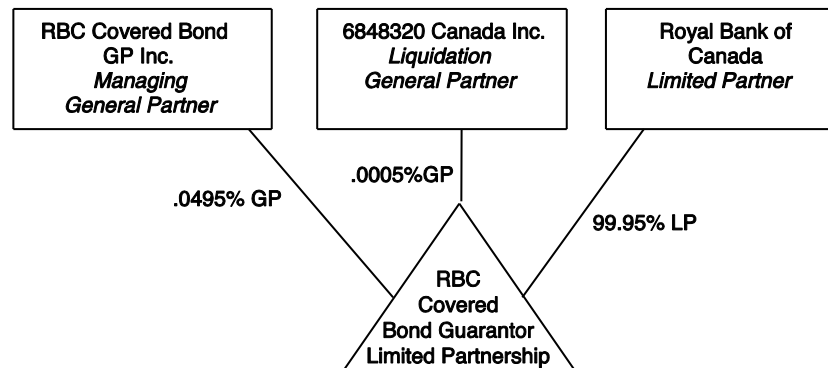 RBC Covered Bond
GP Inc.
Managing
General Partner
6848320 Canada Inc.
Liquidation
General Partner
Royal Bank of
Canada
Limited Partner
.0495% GP
.0005%GP
99.95% LP
RBC
Covered
Bond Guarantor
Limited Partnership